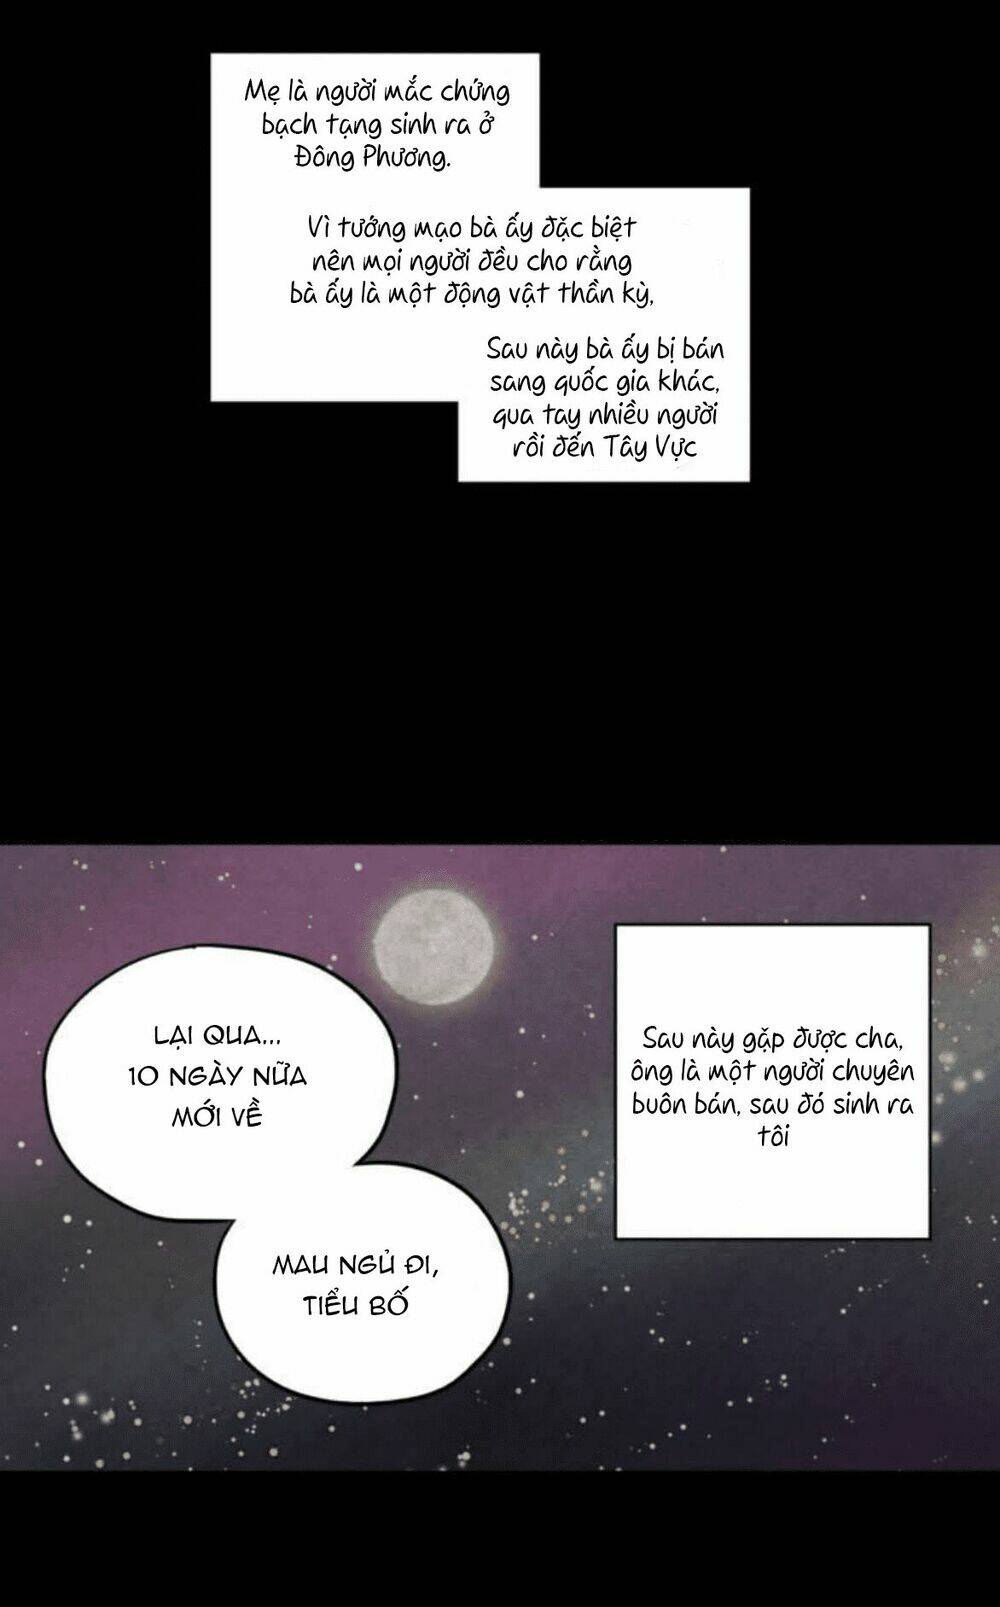 Mẹ là người mắc chứng
bạch tạng sinh ra ở
Đông Phương.
Vì tướng mạo bà ấy đặc biệt
nên mọi người đều cho rằng
bà ấy là một động vật thần kỳ,
Sau này bà ấy bị bán
sang quốc gia khác,
qua tay nhiều người
rồi đến Tây Vực
LẠI QUA...
10 NGÀY NỮA
MỚI VỀ
Sau này gặp được cha,
ông là một người chuyên
buôn bán, sau đó sinh ra
tôi
MAU NGỦ ĐI,
TIỂU BỐ